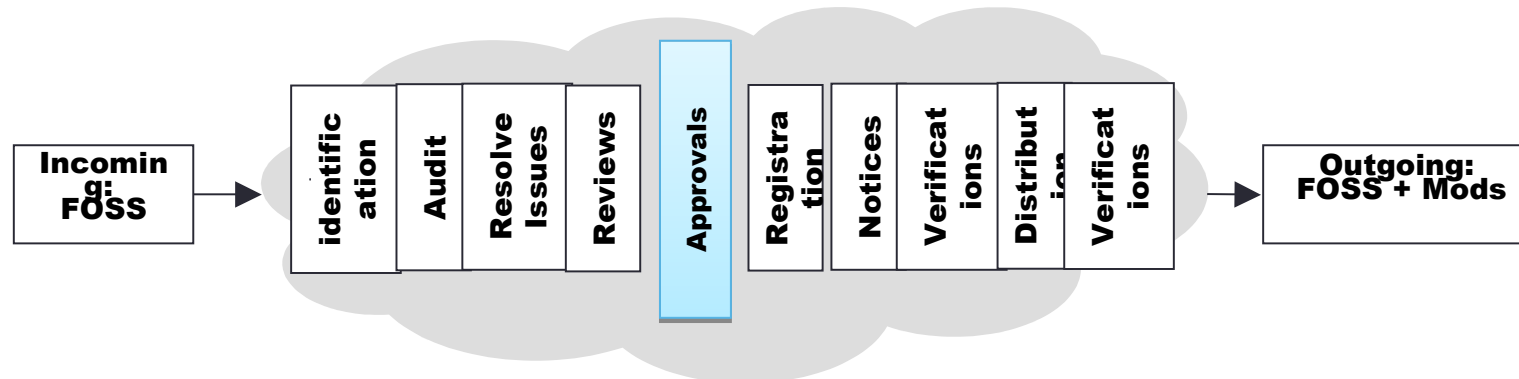 Incomin
g:
FOSS
identific
ation
Audit
Resolve
Issues
Reviews
Approvals
Registra
tion
Notices
Verificat
ions
Distribut
ion
Verificat
ions
Outgoing:
FOSS + Mods